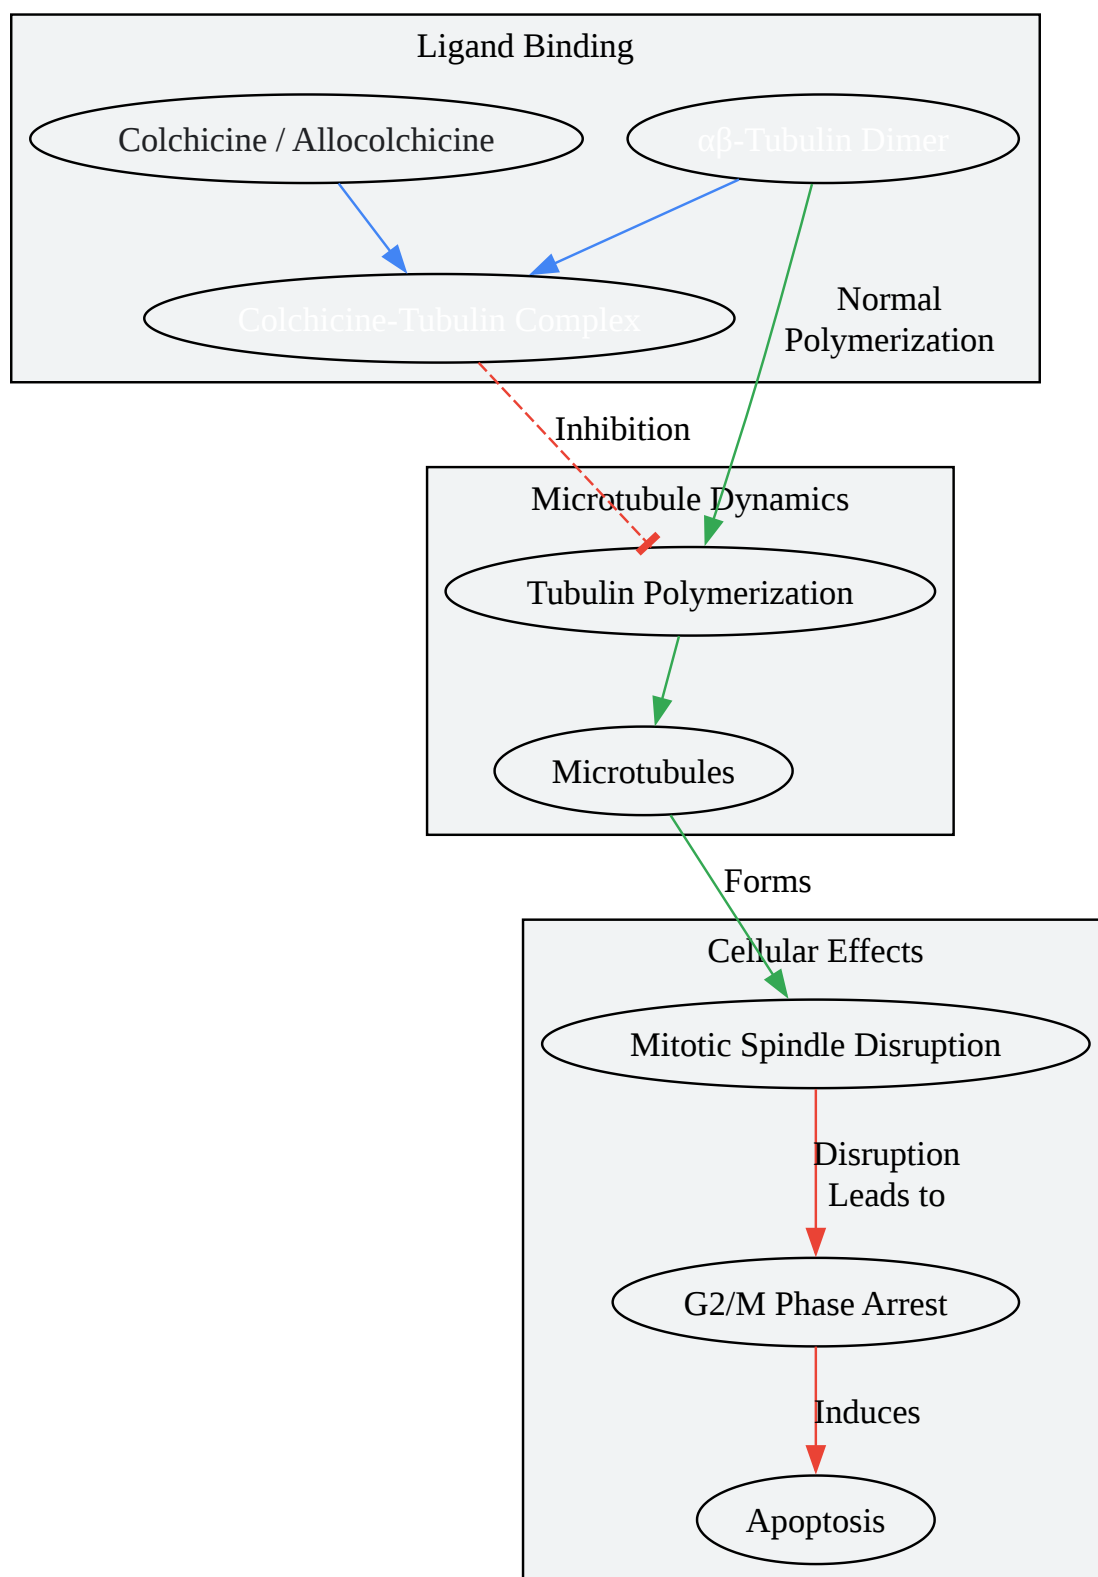 Ligand Binding
Colchicine / Allocolchicine
αβ-Tubulin Dimer
Colchicine-Tubulin Complex
Normal
Polymerization
Inhibition
Microtubule Dynamics
Tubulin Polymerization
Microtubules
Forms
Cellular Effects
Mitotic Spindle Disruption
Disruption
Leads to
G2/M Phase Arrest
Induces
Apoptosis